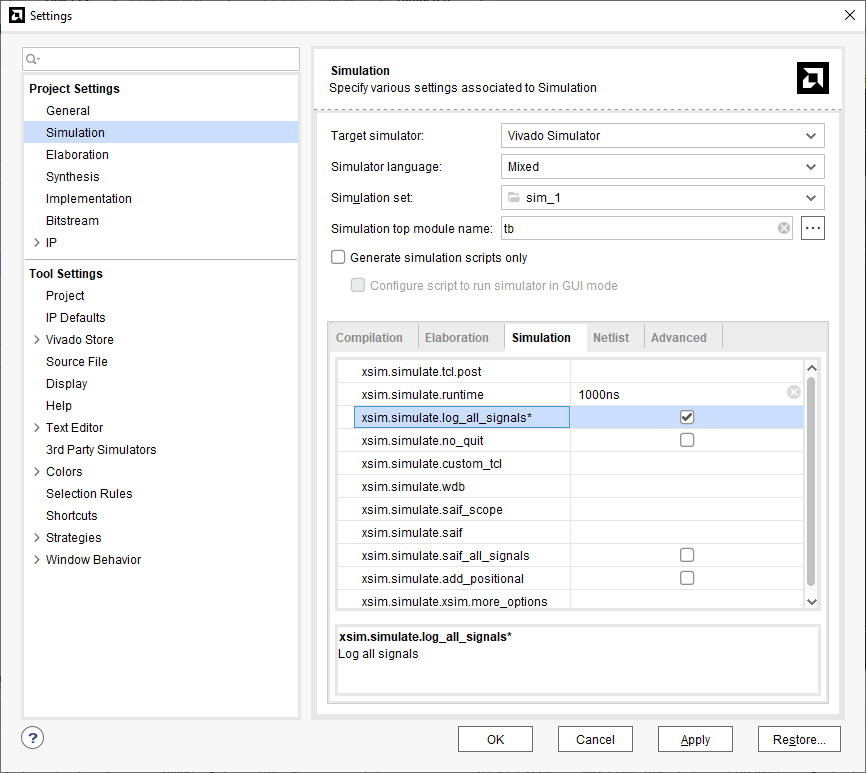 Settings
Project Settings
General
Simulation
Elaboration
Synthesis
Implementation
Bitstream
IP
Tool Settings
Project
IP Defaults
Vivado Store
Source File
Display
Help
Text Editor
3rd Party Simulators
Colors
Selection Rules
Shortcuts
Strategies
Window Behavior
Simulation
Specify various settings associated to Simulation
Target simulator: Vivado Simulator
Simulator language: Mixed
Simulation set: sim_1
Simulation top module name: tb ...
Generate simulation scripts only
Configure script to run simulator in GUI mode
Compilation Elaboration Simulation Netlist Advanced
xsim.simulate.tcl.post
xsim.simulate.runtime 1000ns
xsim.simulate.log_all_signals*
xsim.simulate.no_quit
xsim.simulate.custom_tcl
xsim.simulate.wdb
xsim.simulate.saif_scope
xsim.simulate.saif
xsim.simulate.saif_all_signals
xsim.simulate.add_positional
xsim.simulate.xsim.more_options
xsim.simulate.log_all_signals*
Log all signals
? OK Cancel Apply Restore...